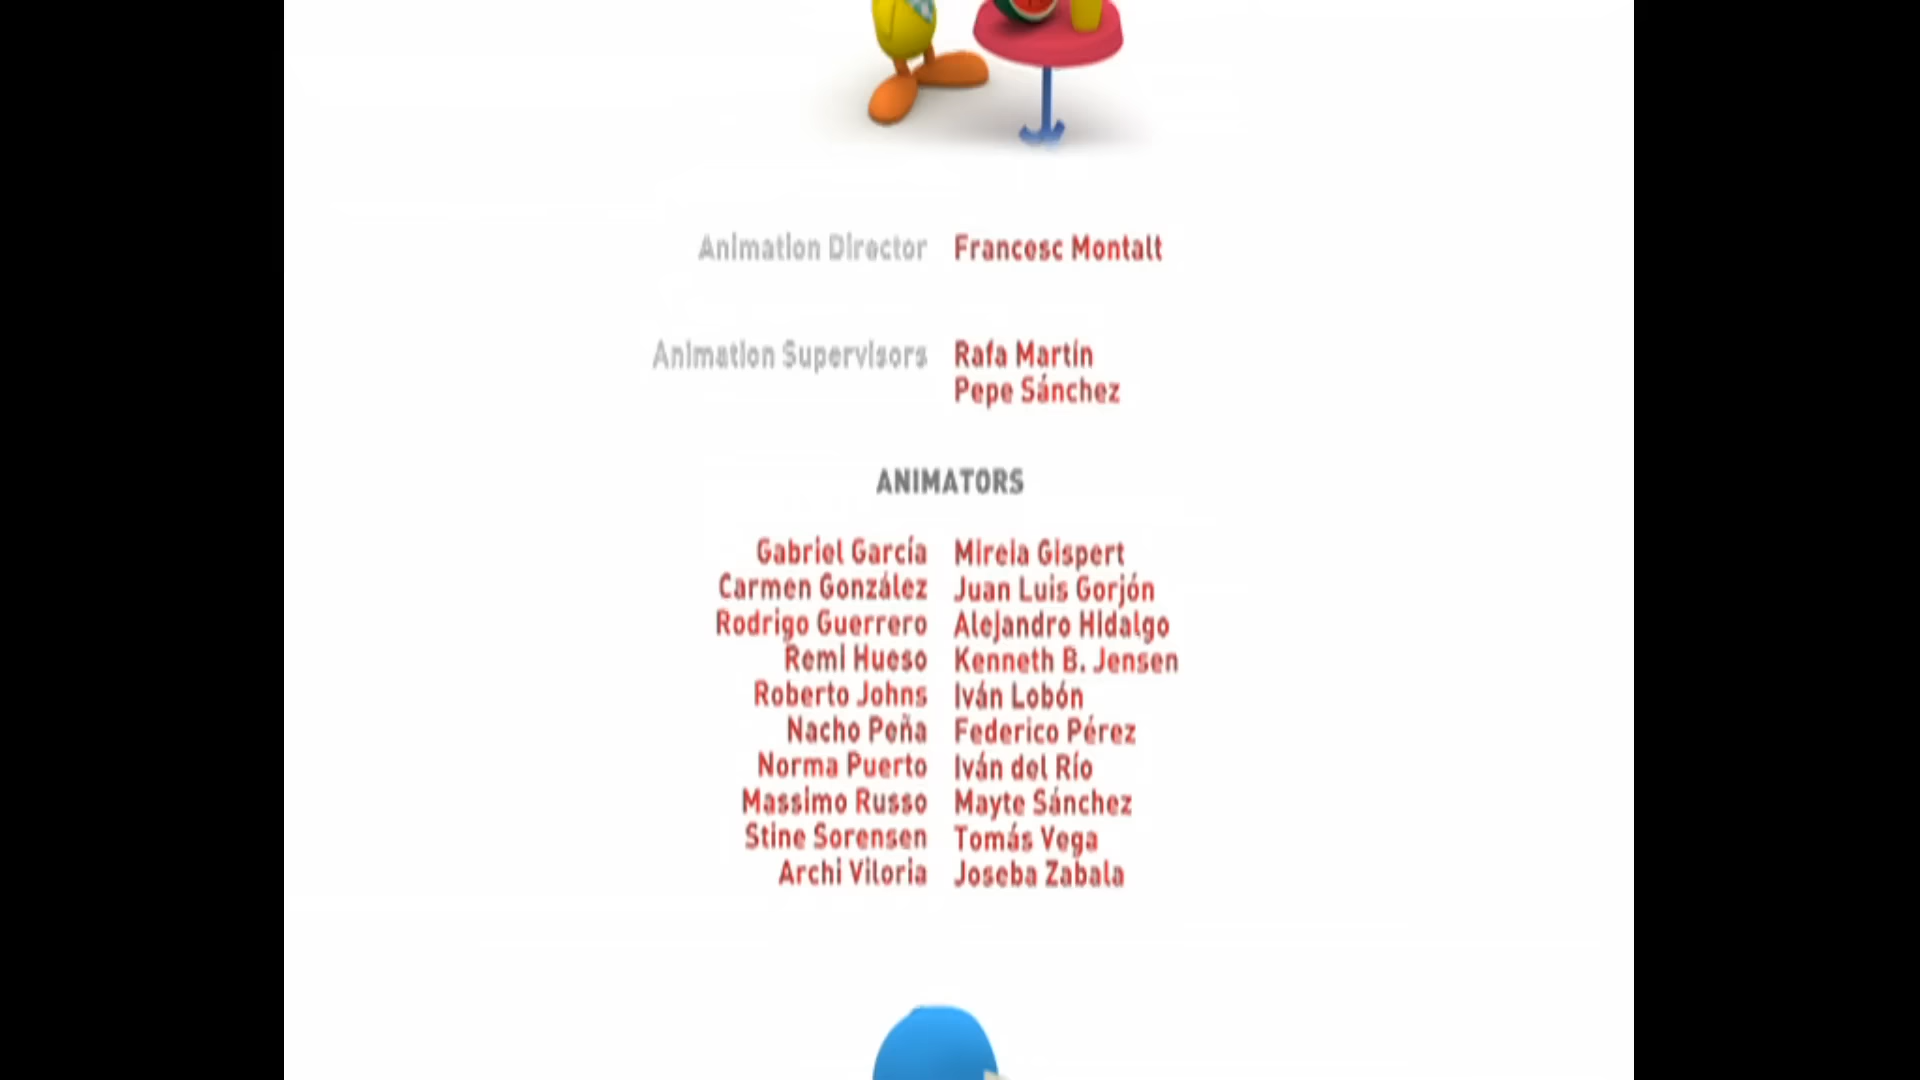 Animation Director Francesc Montalt
Animation Supervisors Rafa Martín
Pepe Sánchez
ANIMATORS
Gabriel García Mireia Gispert
Carmen González Juan Luis Gorjón
Rodrigo Guerrero Alejandro Hidalgo
Remi Hueso Kenneth B. Jensen
Roberto Johns Iván Lobón
Nacho Peña Federico Pérez
Norma Puerto Iván del Río
Massimo Russo Mayte Sánchez
Stine Sorensen Tomás Vega
Archi Viloria Joseba Zabala